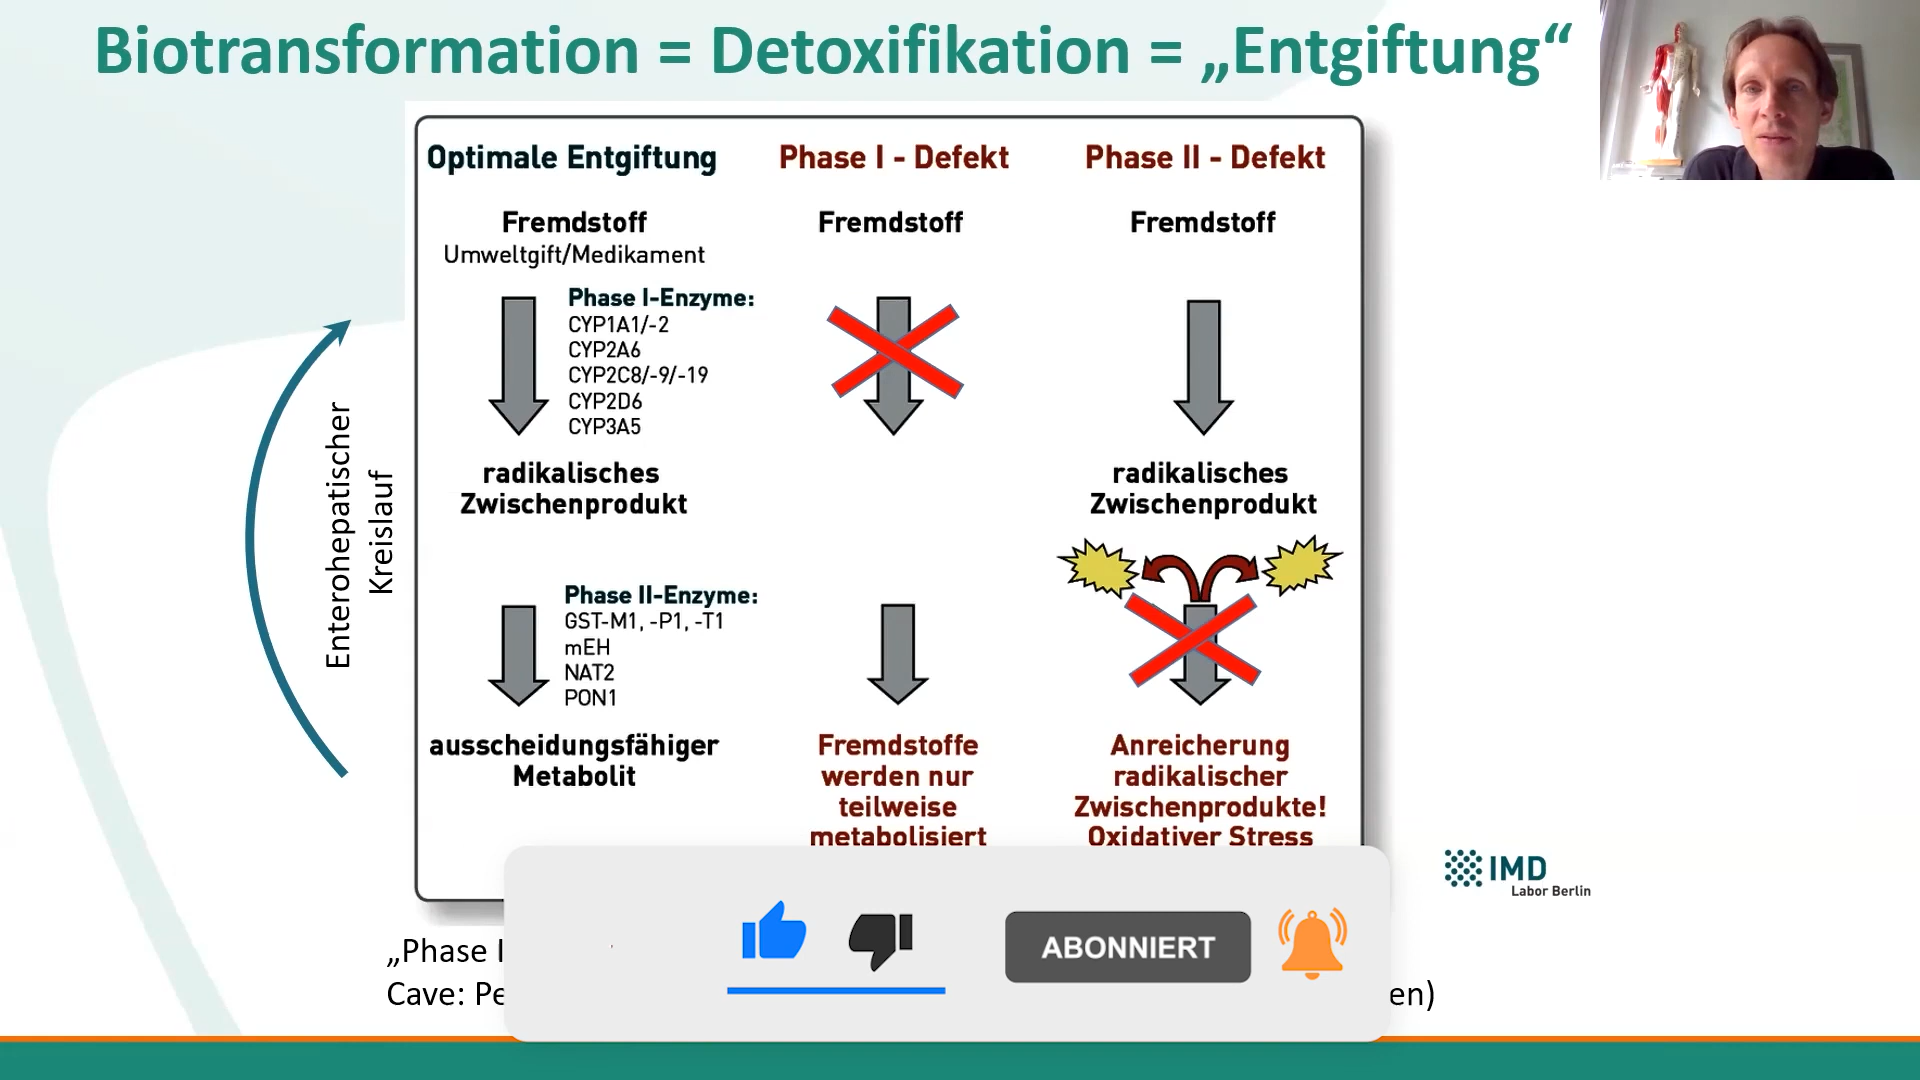 Biotransformation = Detoxifikation = „Entgiftung“
Optimale Entgiftung
Phase I - Defekt
Phase II - Defekt
Fremdstoff
Umweltgift/Medikament
Fremdstoff
Fremdstoff
Phase I-Enzyme:
CYP1A1/-2
CYP2A6
CYP2C8/-9/-19
CYP2D6
CYP3A5
Enterohepatischer
Kreislauf
radikalisches
Zwischenprodukt
radikalisches
Zwischenprodukt
Phase II-Enzyme:
GST-M1, -P1, -T1
mEH
NAT2
PON1
ausscheidungsfähiger
Metabolit
Fremdstoffe
werden nur
teilweise
metabolisiert
Anreicherung
radikalischer
Zwischenprodukte!
Oxidativer Stress
IMD
Labor Berlin
„Phase I
Cave: Pe
en)
ABONNIERT